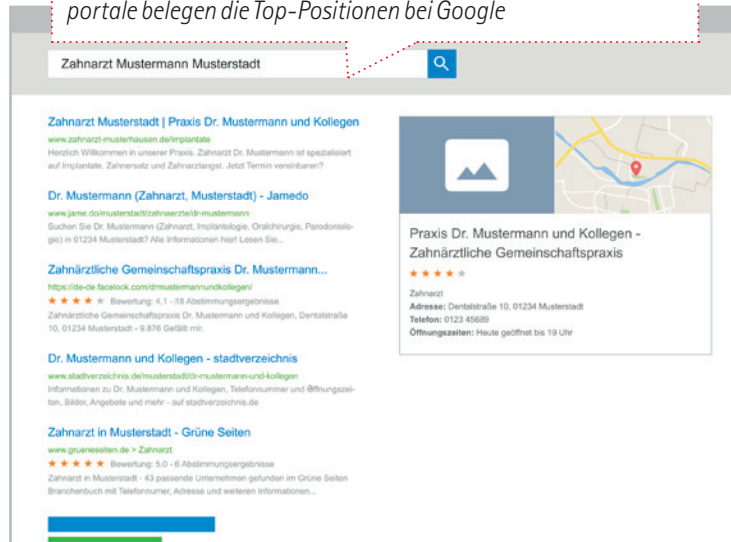 portale belegen die Top-Positionen bei Google
Zahnarzt Mustermann Musterstadt
Zahnarzt Musterstadt | Praxis Dr. Mustermann und Kollegen
www.zahnarzt-musterhausen.de/implantate
Herzlich Willkommen in unserer Praxis. Zahnarzt Dr. Mustermann ist spezialisiert
auf Implantate, Zahnersatz und Zahnarztangst. Jetzt Termin vereinbaren?
Dr. Mustermann (Zahnarzt, Musterstadt) - Jamedo
www.jame.do/musterstadt/zahnaerzte/dr-mustermann
Suchen Sie Dr. Mustermann (Zahnarzt, Implantologie, Oralchirurgie, Parodontolo-
gie) in 01234 Musterstadt? Alle Informationen hier! Lesen Sie...
Zahnärztliche Gemeinschaftspraxis Dr. Mustermann...
https://de-de.facelook.com/drmustermannundkollegen/
Bewertung: 4,1 - 18 Abstimmungsergebnisse
Zahnärztliche Gemeinschaftspraxis Dr. Mustermann und Kollegen, Dentalstraße
10, 01234 Musterstadt - 9.876 Gefällt mir.
Dr. Mustermann und Kollegen - stadtverzeichnis
www.stadtverzeichnis.de/musterstadt/dr-mustermann-und-kollegen
Informationen zu Dr. Mustermann und Kollegen, Telefonnummer und Öffnungszei-
ten, Bilder, Angebote und mehr - auf stadtverzeichnis.de
Zahnarzt in Musterstadt - Grüne Seiten
www.grueneseiten.de > Zahnarzt
Bewertung: 5,0 - 6 Abstimmungsergebnisse
Zahnarzt in Musterstadt - 43 passende Unternehmen gefunden im Grüne Seiten
Branchenbuch mit Telefonnumer, Adresse und weiteren Informationen...
Praxis Dr. Mustermann und Kollegen -
Zahnärztliche Gemeinschaftspraxis
Zahnarzt
Adresse: Dentalstraße 10, 01234 Musterstadt
Telefon: 0123 45689
Öffnungszeiten: Heute geöffnet bis 19 Uhr